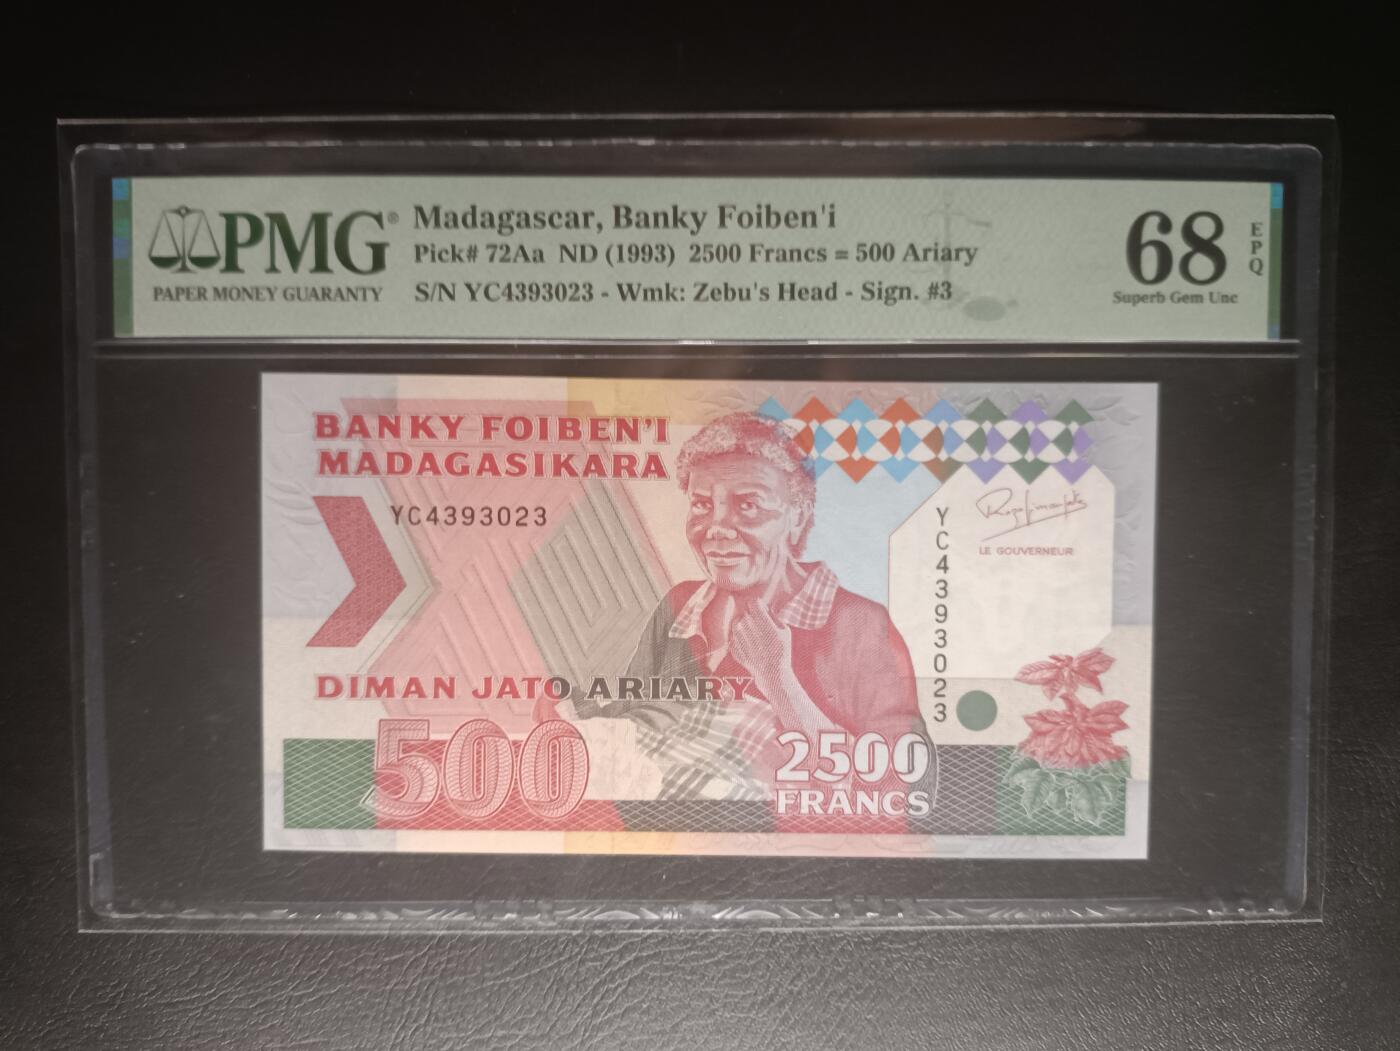 PMG®
PAPER MONEY GUARANTY
Madagascar, Banky Foiben'i
Pick# 72Aa ND (1993) 2500 Francs = 500 Ariary
S/N YC4393023 - Wmk: Zebu's Head - Sign. #3
68
EPQ
Superb Gem Unc
BANKY FOIBEN'I
MADAGASIKARA
YC4393023
YC4393023
LE GOUVERNEUR
DIMAN JATO ARIARY
500
2500
FRANCS